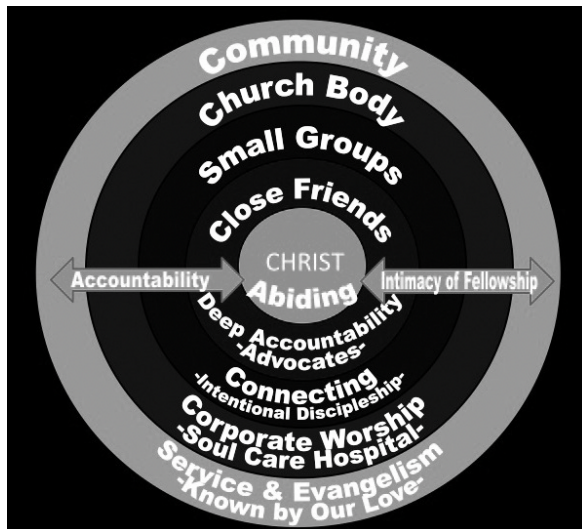 Community
Church Body
Small Groups
Close Friends
CHRIST
Abiding
Accountability
Intimacy of Fellowship
Deep Accountability
-Advocates-
Connecting
-Intentional Discipleship-
Corporate Worship
-Soul Care Hospital-
Service & Evangelism
-Known by Our Love-